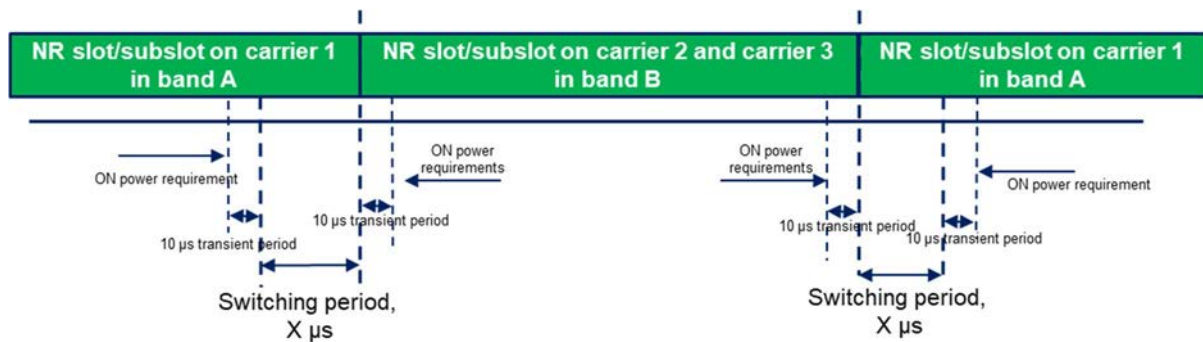 NR slot/subslot on carrier 1
in band A
NR slot/subslot on carrier 2 and carrier 3
in band B
NR slot/subslot on carrier 1
in band A
ON power requirement
10 µs transient period
Switching period,
X µs
ON power
requirements
10 µs transient period
ON power
requirements
10 µs transient period
Switching period,
X µs
ON power requirement
10 µs transient period